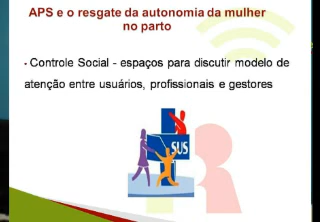 APS e o resgate da autonomia da mulher
no parto
- Controle Social - espaços para discutir modelo de
atenção entre usuários, profissionais e gestores
SUS